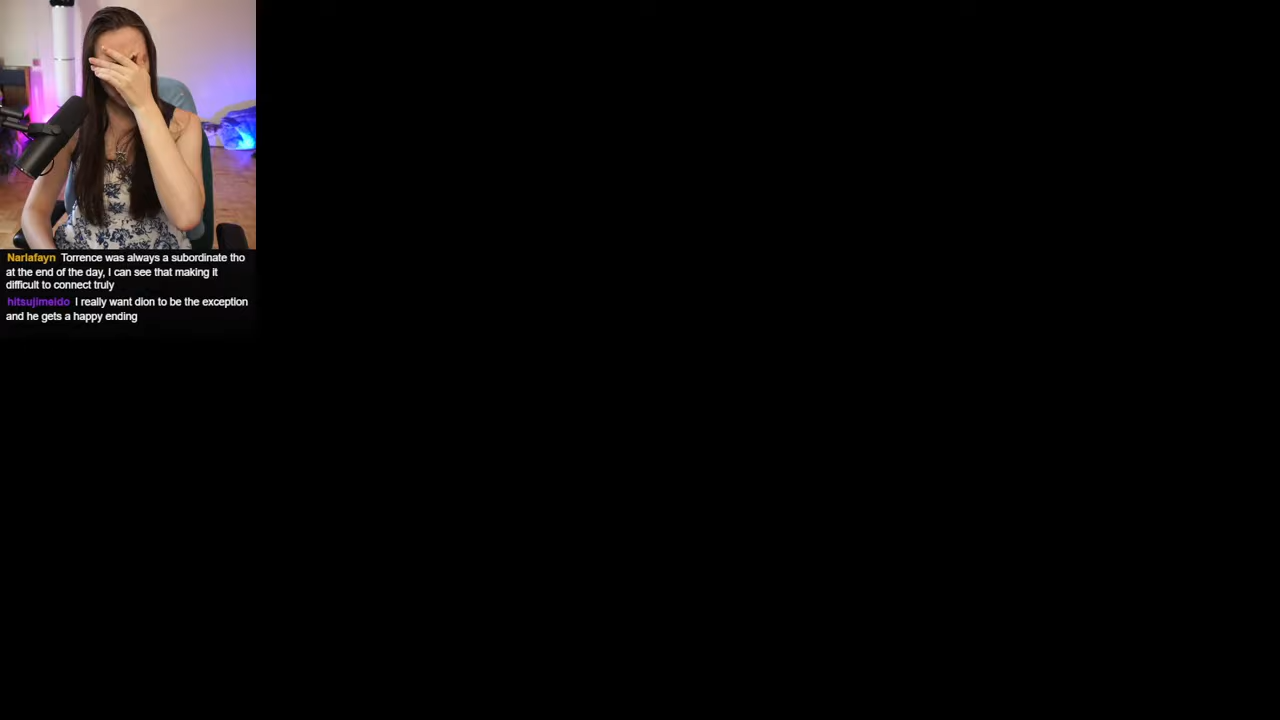 Narlafayn Torrence was always a subordinate tho
at the end of the day, I can see that making it
difficult to connect truly
hitsujimeido I really want dion to be the exception
and he gets a happy ending